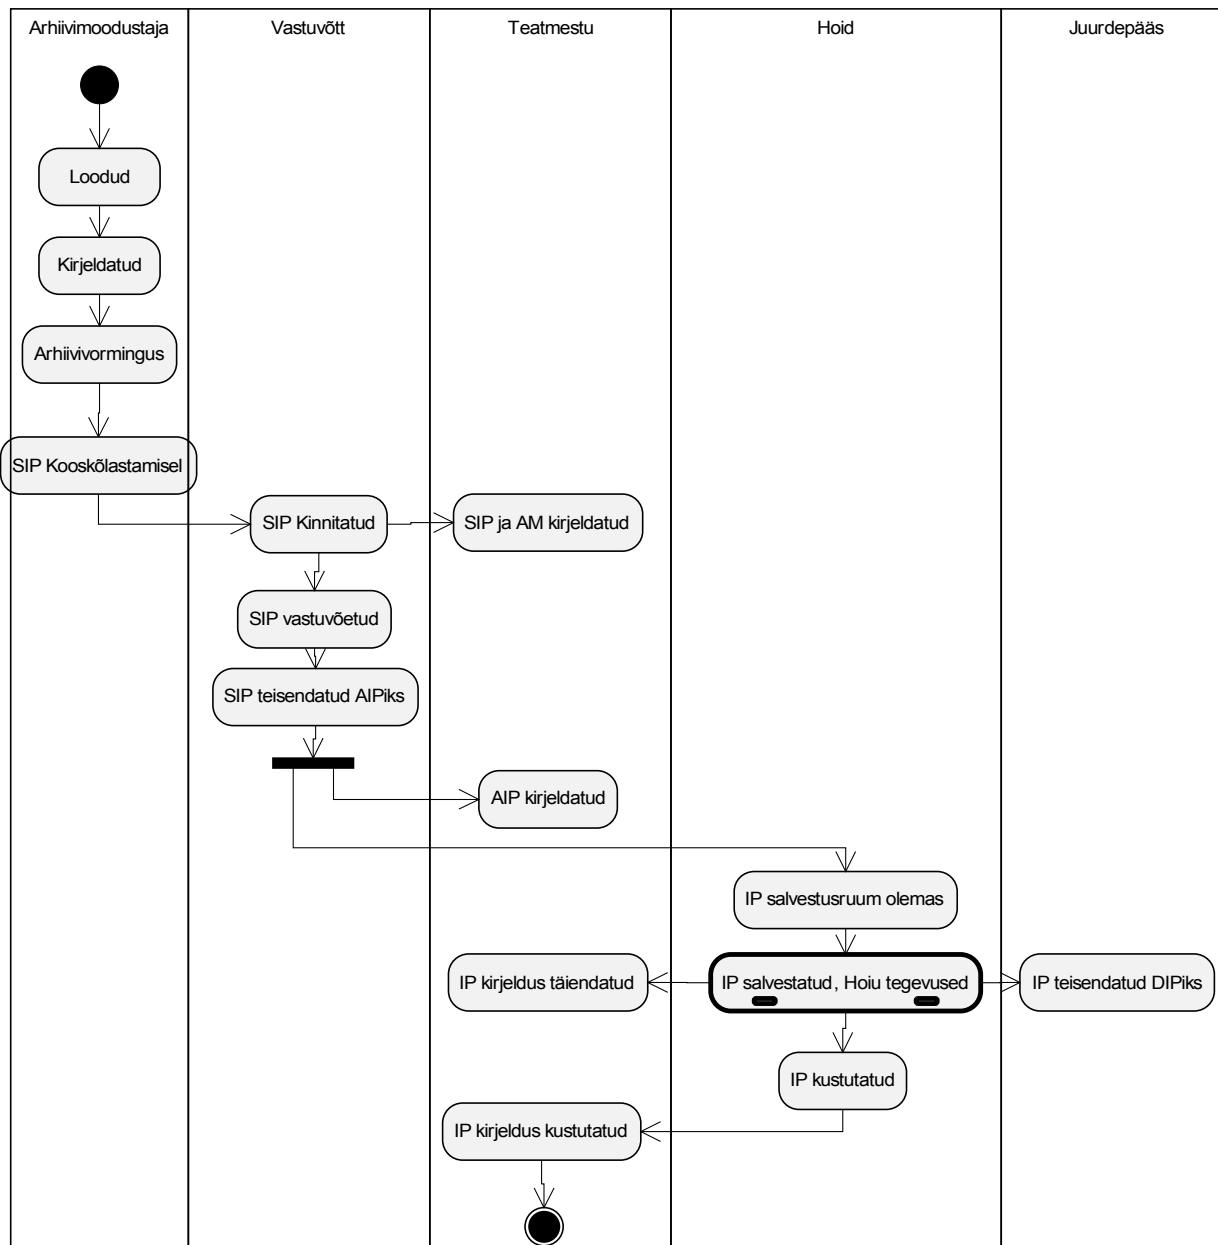 Arhiivimoodustaja
Vastuvõtt
Teatmestu
Hoid
Juurdepääs
Loodud
Kirjeldatud
Arhiivivormingus
SIP Kooskõlastamisel
SIP Kinnitatud
SIP ja AM kirjeldatud
SIP vastuvõetud
SIP teisendatud AIPiks
AIP kirjeldatud
IP salvestusruum olemas
IP kirjeldus täiendatud
IP salvestatud, Hoiu tegevused
IP teisendatud DIPiks
IP kustutatud
IP kirjeldus kustutatud